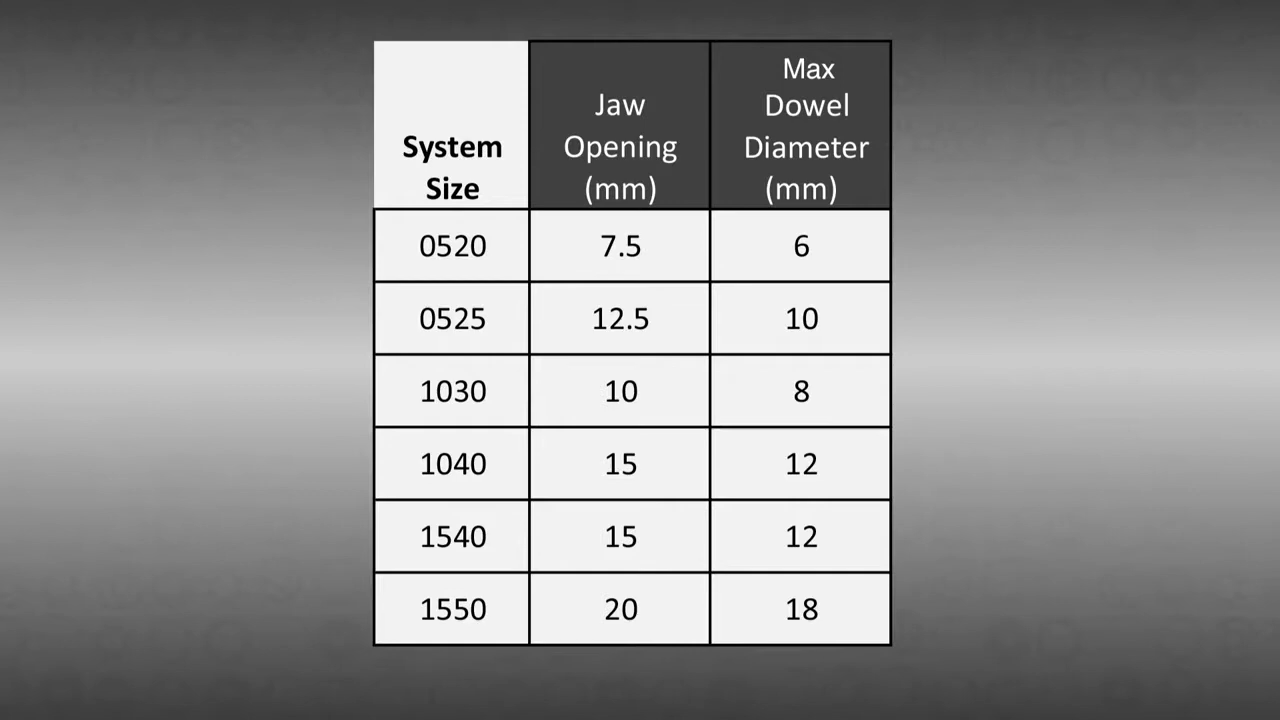 System Size
Jaw Opening (mm)
Max Dowel Diameter (mm)
0520 7.5 6
0525 12.5 10
1030 10 8
1040 15 12
1540 15 12
1550 20 18